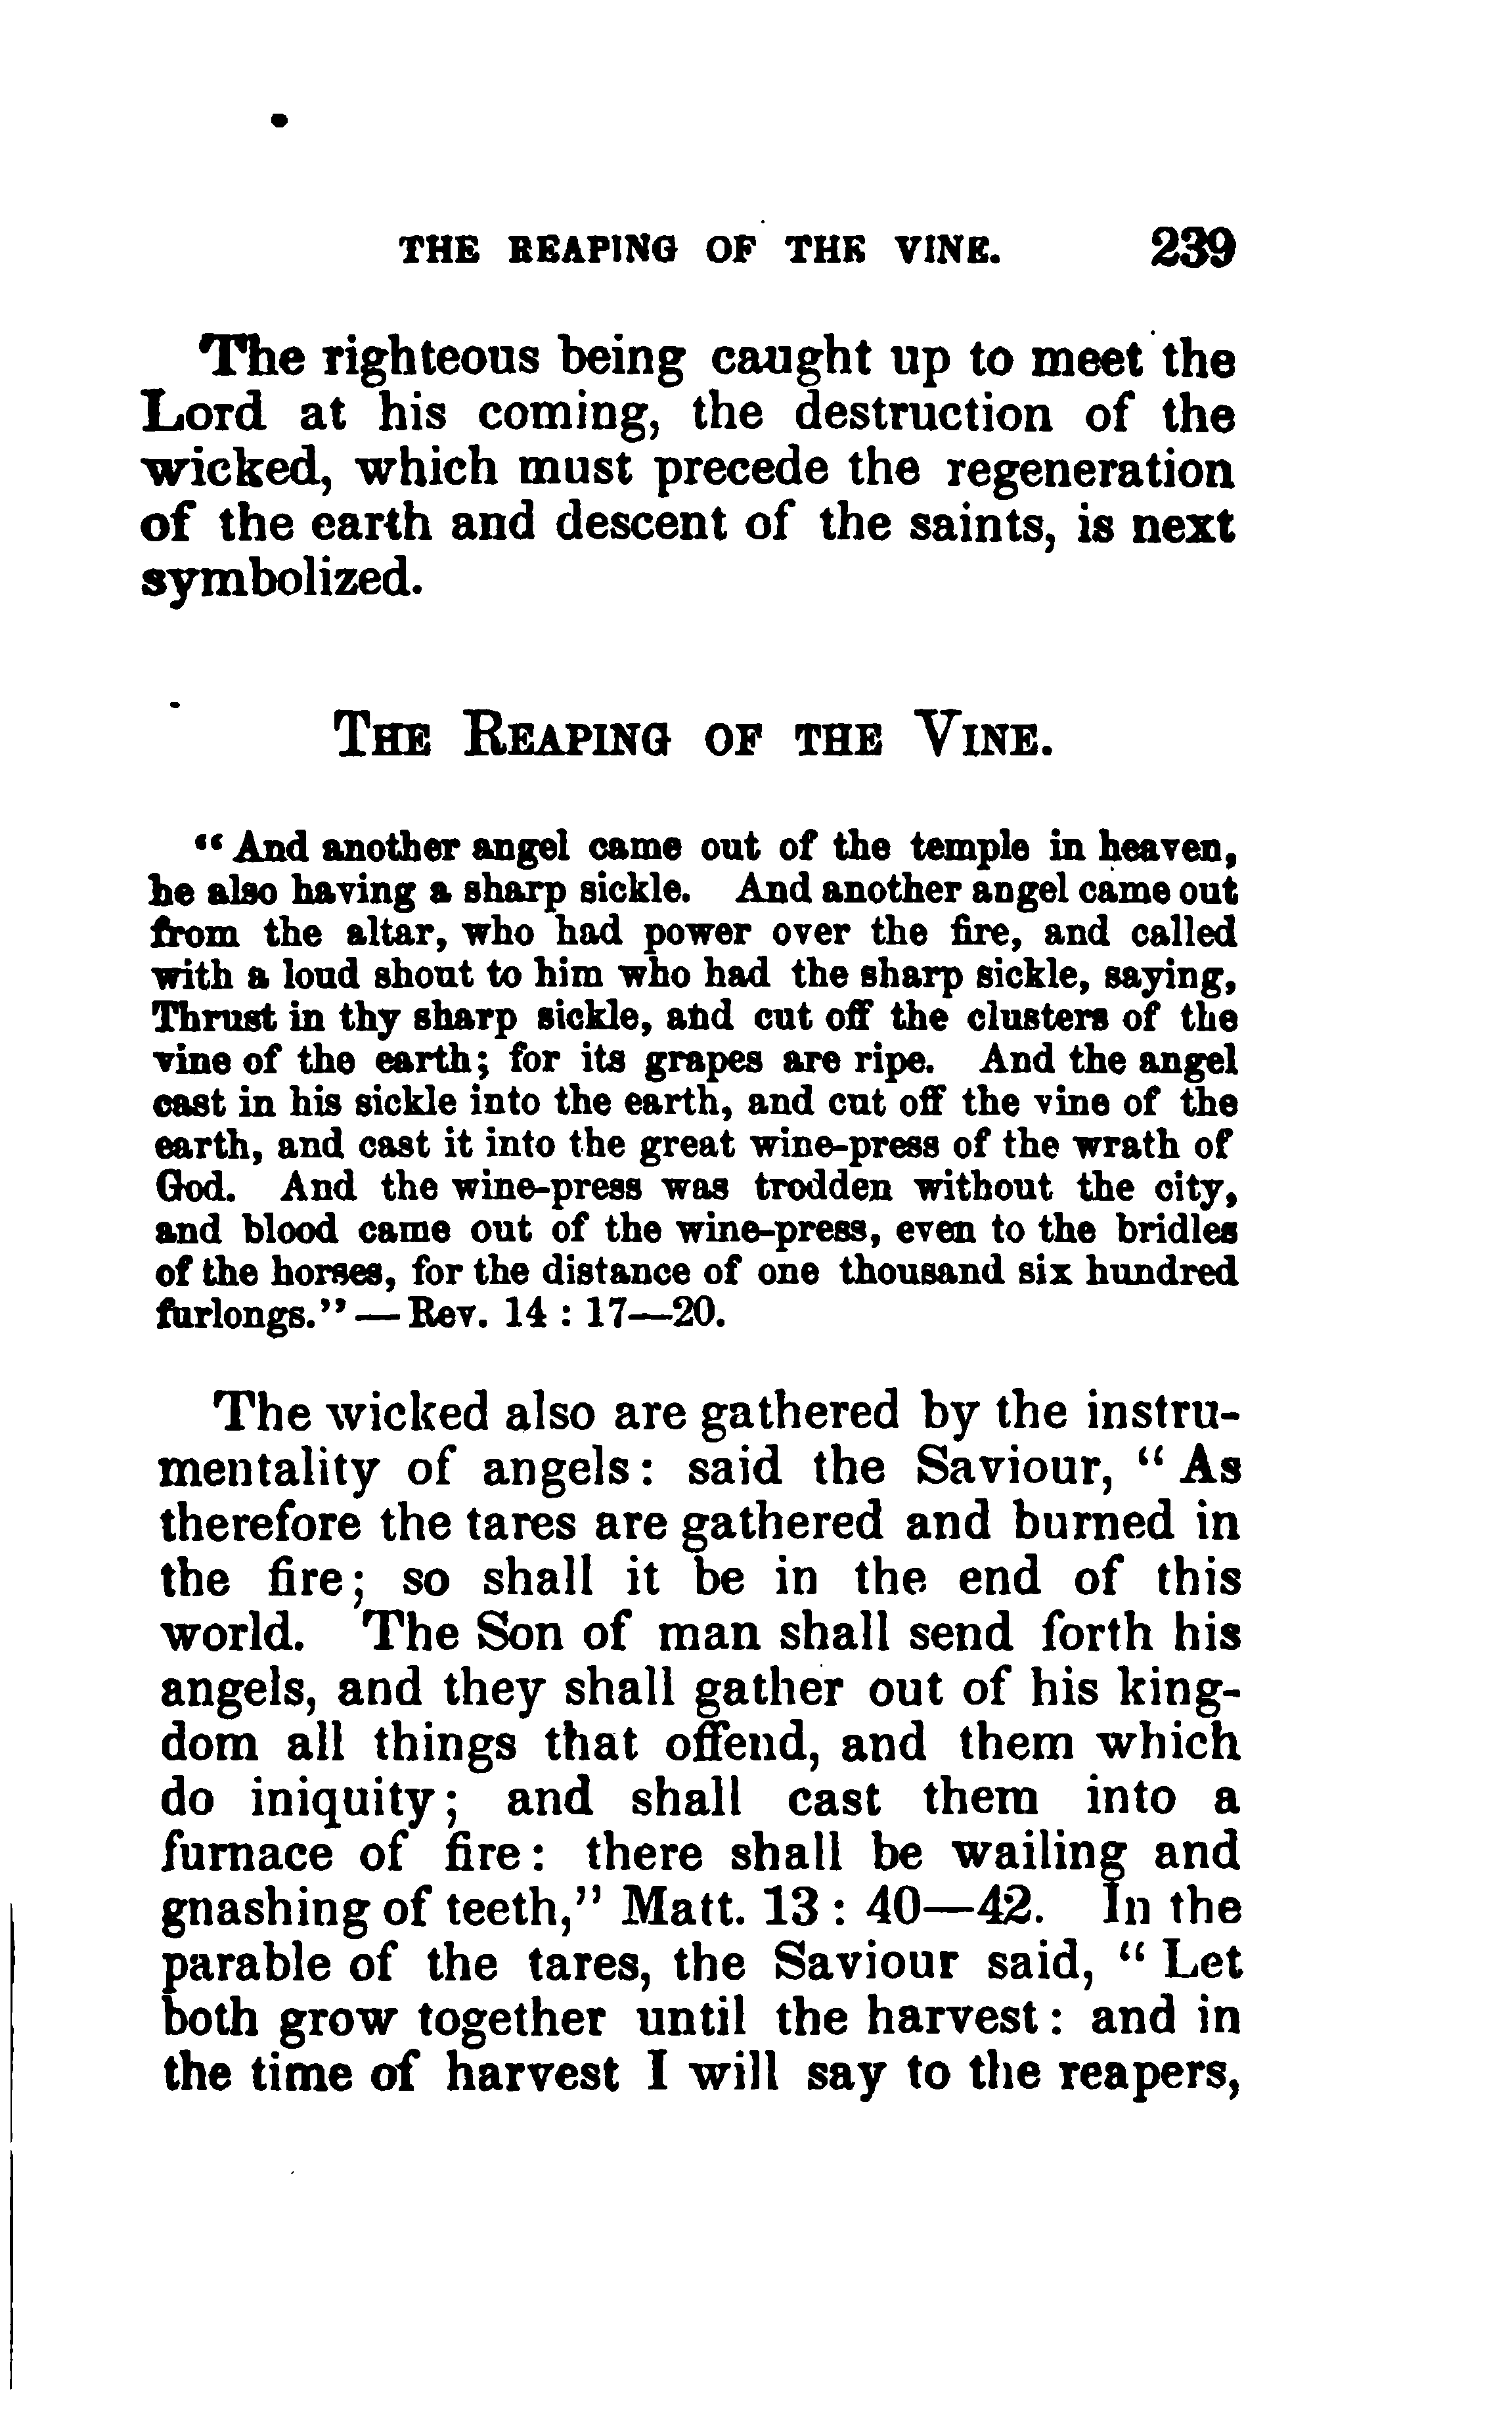 THE REAPING OF THE VINE. 239
The righteous being caught up to meet the
Lord at his coming, the destruction of the
wicked, which must precede the regeneration
of the earth and descent of the saints, is next
symbolized.
THE REAPING OF THE VINE.
“And another angel came out of the temple in heaven,
he also having a sharp sickle. And another angel came out
from the altar, who had power over the fire, and called
with a loud shout to him who had the sharp sickle, saying,
Thrust in thy sharp sickle, and cut off the clusters of the
vine of the earth; for its grapes are ripe. And the angel
cast in his sickle into the earth, and cut off the vine of the
earth, and cast it into the great wine-press of the wrath of
God. And the wine-press was trodden without the city,
and blood came out of the wine-press, even to the bridles
of the horses, for the distance of one thousand six hundred
furlongs.” — Rev. 14 : 17—20.
The wicked also are gathered by the instru-
mentality of angels: said the Saviour, “As
therefore the tares are gathered and burned in
the fire; so shall it be in the end of this
world. The Son of man shall send forth his
angels, and they shall gather out of his king-
dom all things that offend, and them which
do iniquity; and shall cast them into a
furnace of fire: there shall be wailing and
gnashing of teeth,” Matt. 13 : 40—42. In the
parable of the tares, the Saviour said, “Let
both grow together until the harvest: and in
the time of harvest I will say to the reapers,